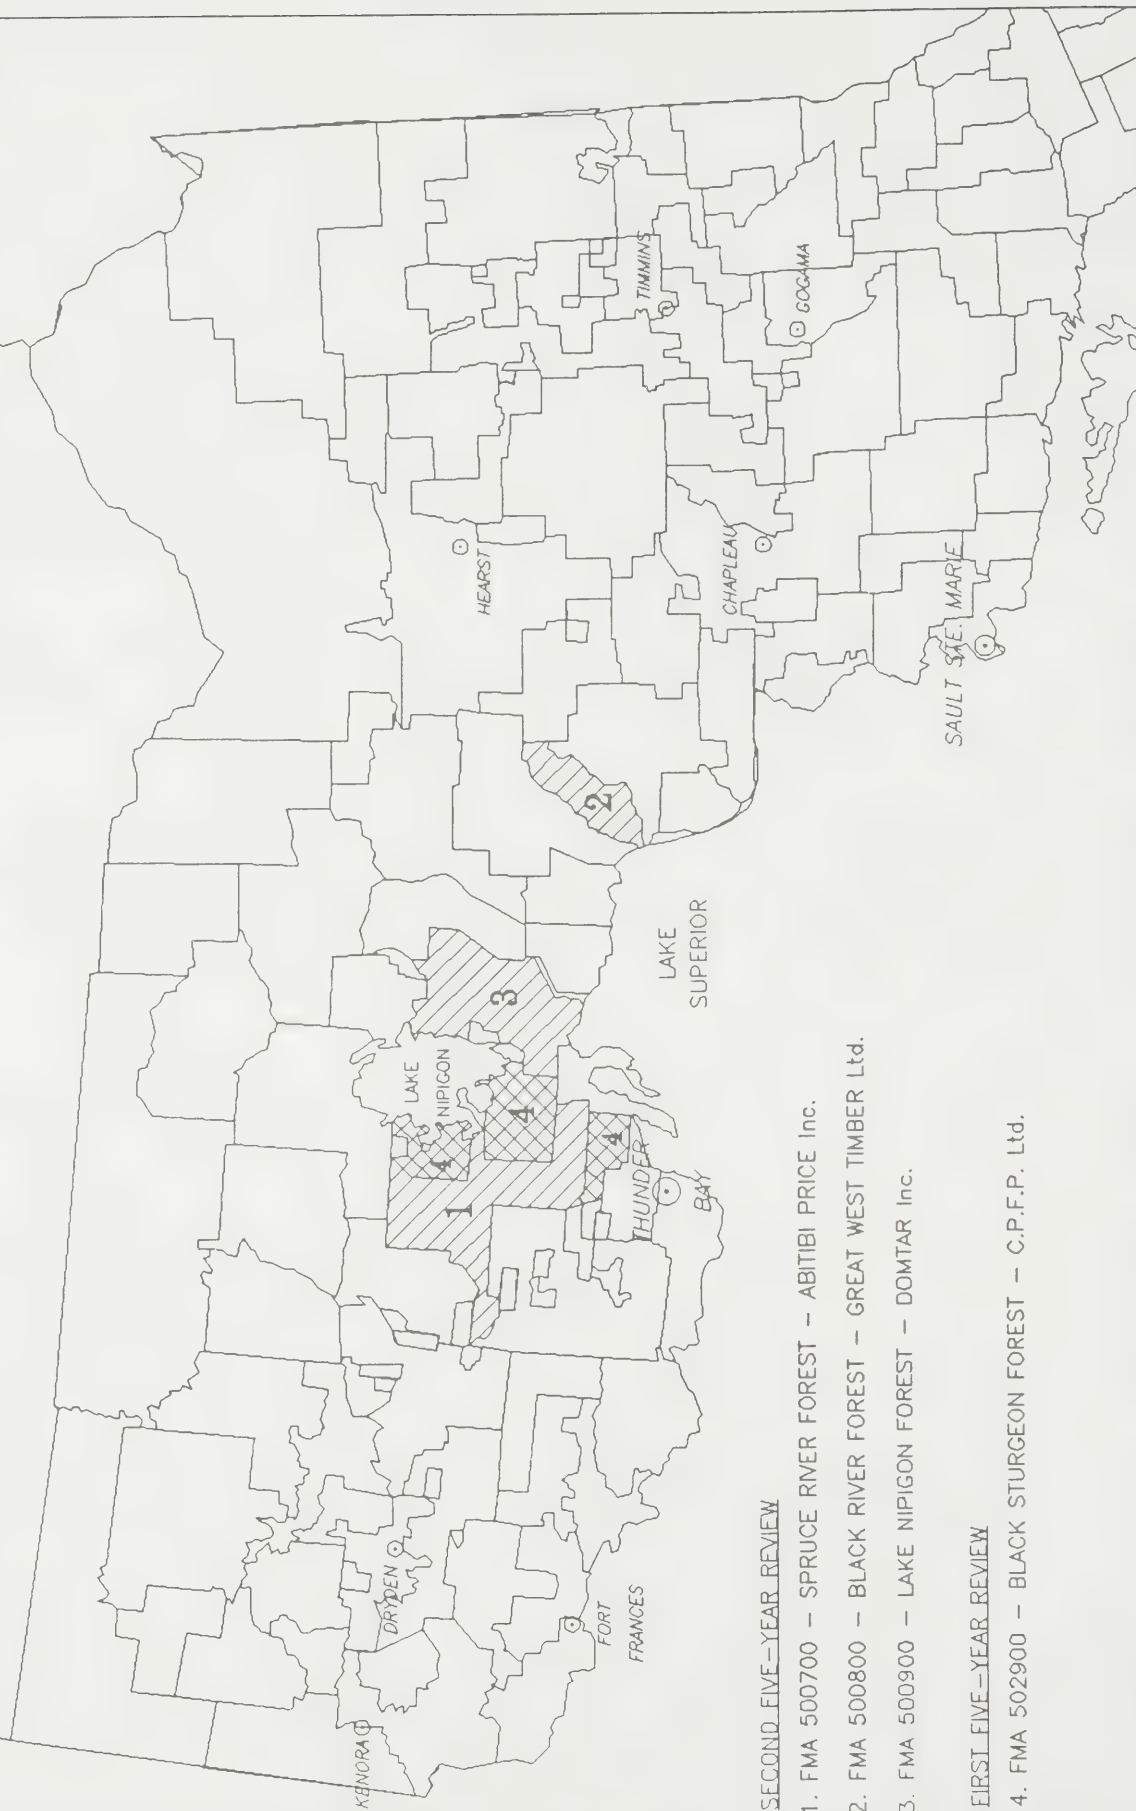 KENORA
DRYDEN
FORT
FRANCES
1
4
4
4
3
2
LAKE
NIPIGON
THUNDER
BAY
LAKE
SUPERIOR
HEARST
TIMMINS
GOGAMA
CHAPLEAU
SAULT STE. MARIE
SECOND FIVE-YEAR REVIEW
1. FMA 500700 – SPRUCE RIVER FOREST – ABITIBI PRICE Inc.
2. FMA 500800 – BLACK RIVER FOREST – GREAT WEST TIMBER Ltd.
3. FMA 500900 – LAKE NIPIGON FOREST – DOMTAR Inc.
FIRST FIVE-YEAR REVIEW
4. FMA 502900 – BLACK STURGEON FOREST – C.P.F.P. Ltd.